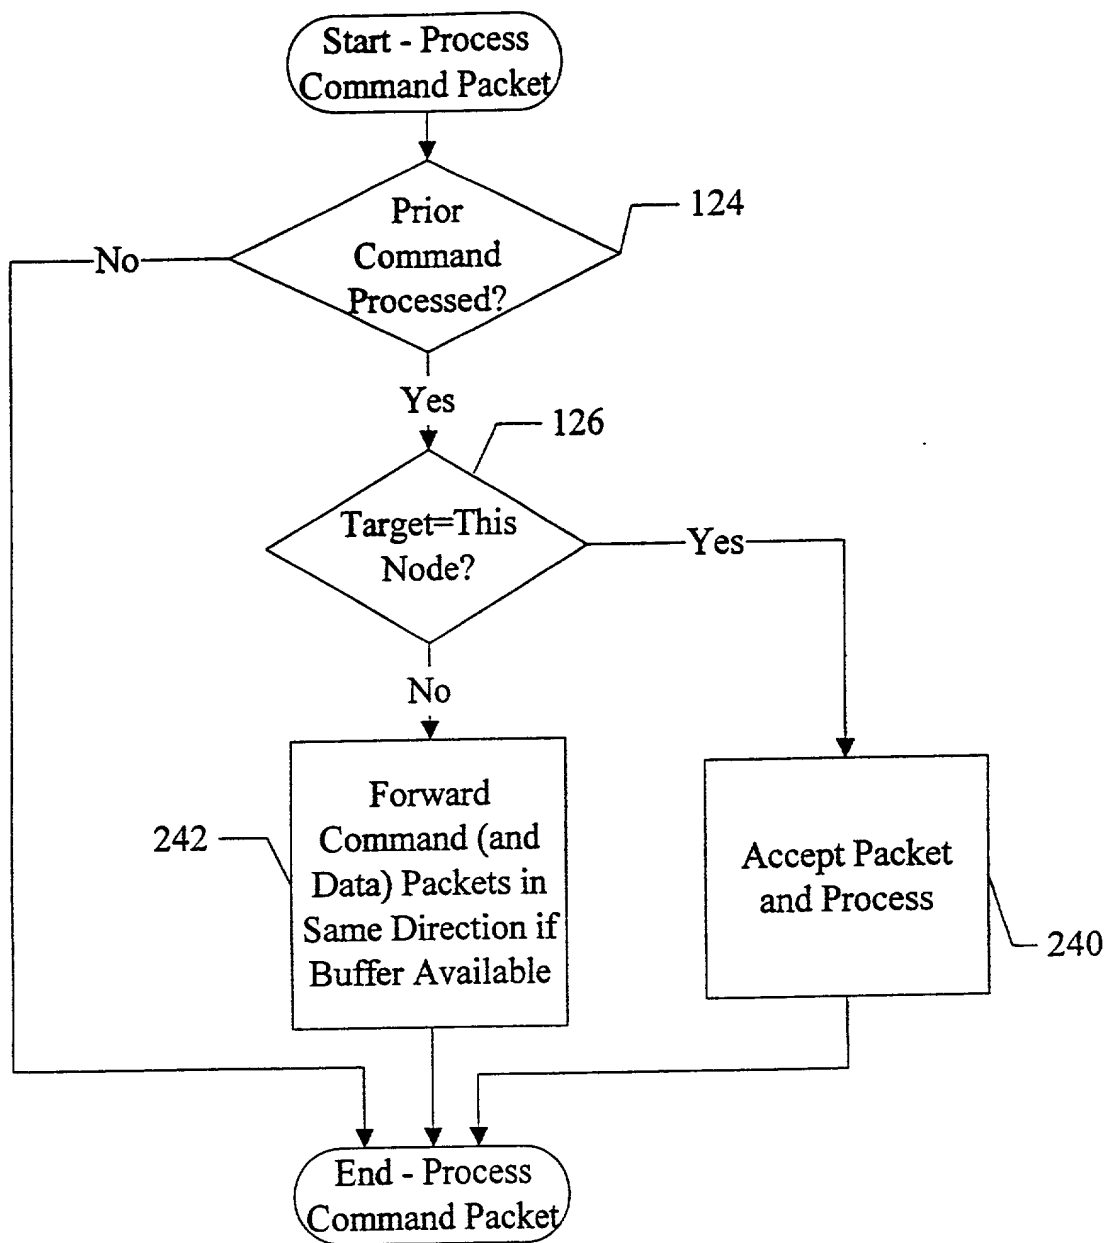 Start - Process
Command Packet
Prior
Command
Processed?
124
No
Yes
126
Target=This
Node?
Yes
No
Forward
Command (and
Data) Packets in
Same Direction if
Buffer Available
242
Accept Packet
and Process
240
End - Process
Command Packet